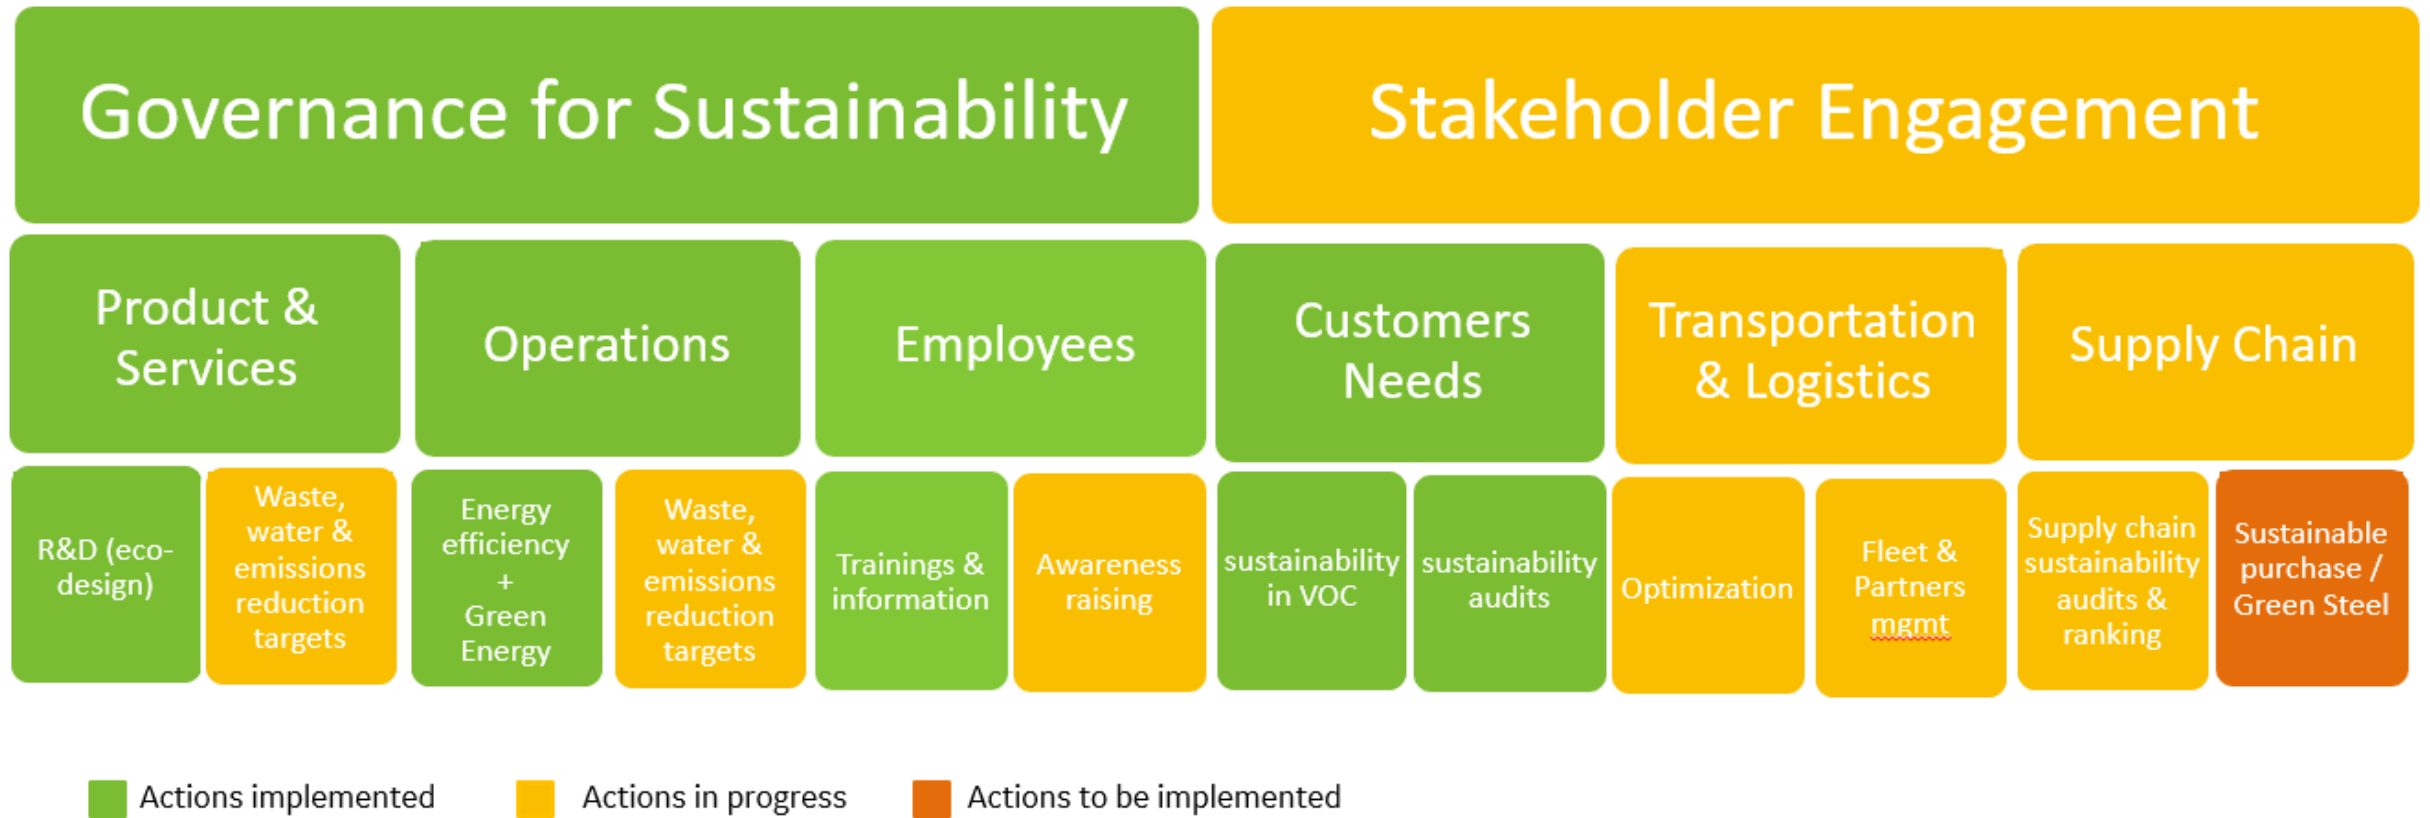 Governance for Sustainability
Stakeholder Engagement
Product &
Services
Operations
Employees
Customers
Needs
Transportation
& Logistics
Supply Chain
R&D (eco-
design)
Waste,
water &
emissions
reduction
targets
Energy
efficiency
+
Green
Energy
Waste,
water &
emissions
reduction
targets
Trainings &
information
Awareness
raising
sustainability
in VOC
sustainability
audits
Optimization
Fleet &
Partners
mgmt
Supply chain
sustainability
audits &
ranking
Sustainable
purchase /
Green Steel
Actions implemented
Actions in progress
Actions to be implemented